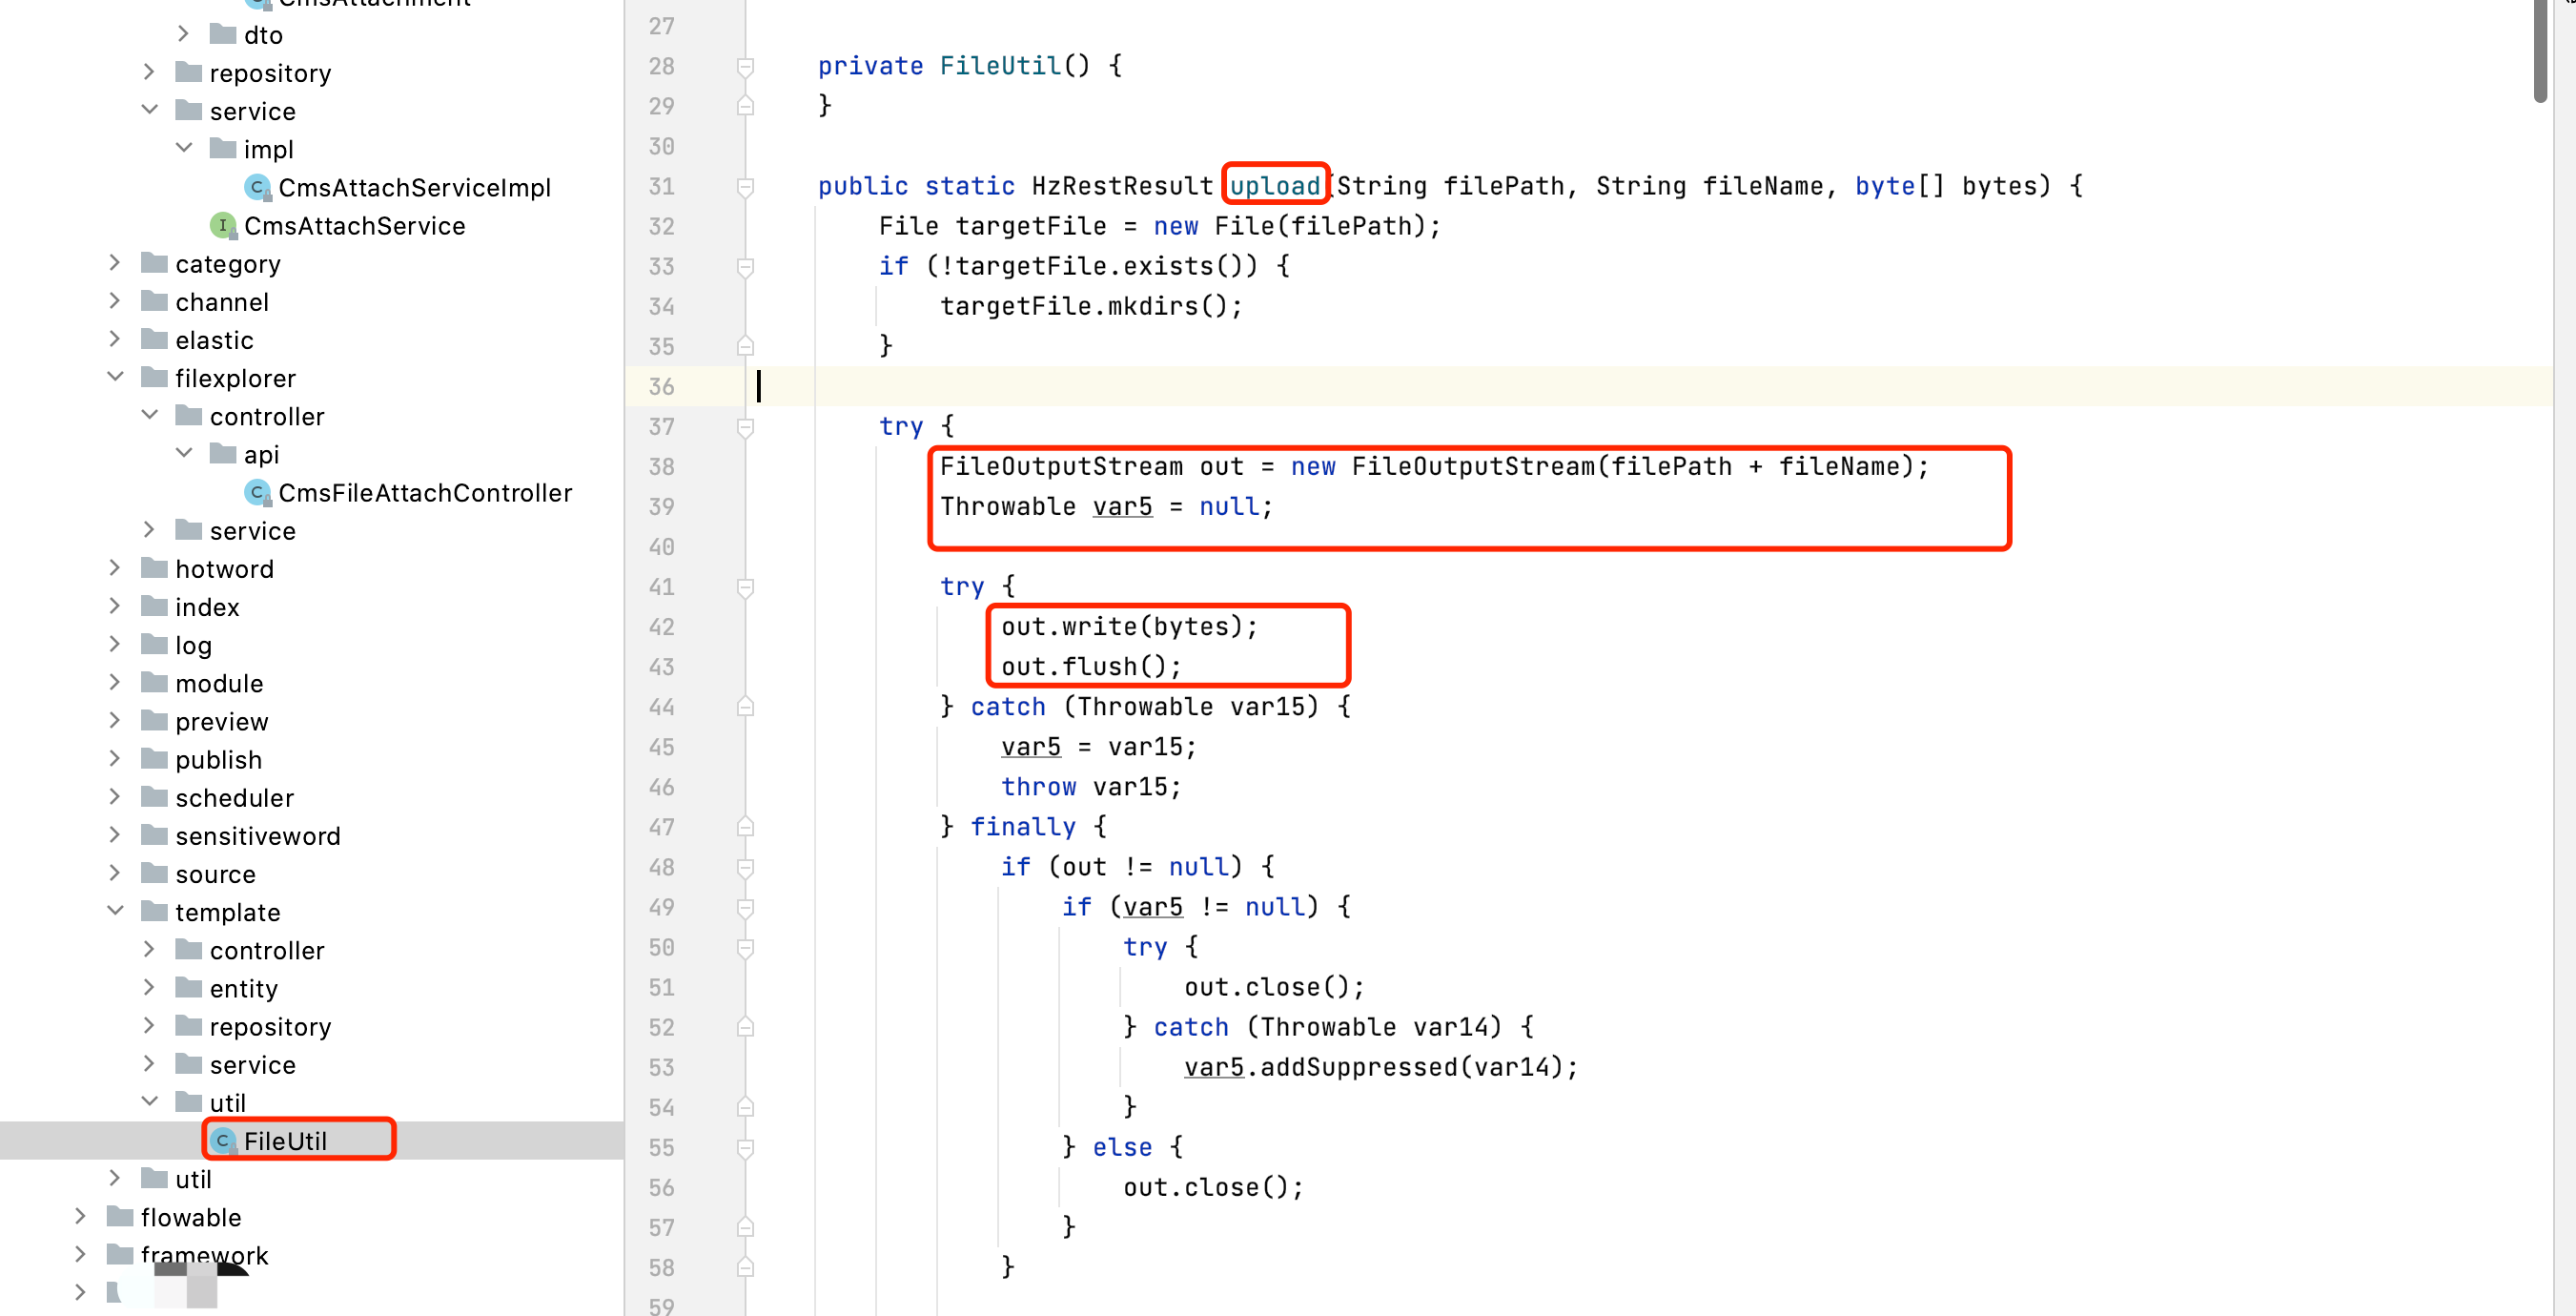 CmsAttachment
dto
repository
service
impl
CmsAttachServiceImpl
CmsAttachService
category
channel
elastic
filexplorer
controller
api
CmsFileAttachController
service
hotword
index
log
module
preview
publish
scheduler
sensitiveword
source
template
controller
entity
repository
service
util
FileUtil
util
flowable
framework
27
28 private FileUtil() {
29 }
30
31 public static HzRestResult upload(String filePath, String fileName, byte[] bytes) {
32 File targetFile = new File(filePath);
33 if (!targetFile.exists()) {
34 targetFile.mkdirs();
35 }
36
37 try {
38 FileOutputStream out = new FileOutputStream(filePath + fileName);
39 Throwable var5 = null;
40
41 try {
42 out.write(bytes);
43 out.flush();
44 } catch (Throwable var15) {
45 var5 = var15;
46 throw var15;
47 } finally {
48 if (out != null) {
49 if (var5 != null) {
50 try {
51 out.close();
52 } catch (Throwable var14) {
53 var5.addSuppressed(var14);
54 }
55 } else {
56 out.close();
57 }
58 }
59